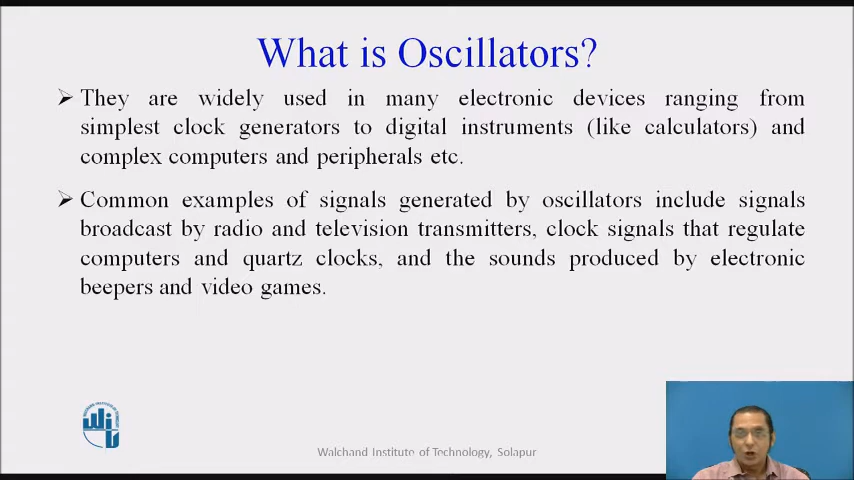 What is Oscillators?
They are widely used in many electronic devices ranging from
simplest clock generators to digital instruments (like calculators) and
complex computers and peripherals etc.
Common examples of signals generated by oscillators include signals
broadcast by radio and television transmitters, clock signals that regulate
computers and quartz clocks, and the sounds produced by electronic
beepers and video games.
Walchand Institute of Technology, Solapur